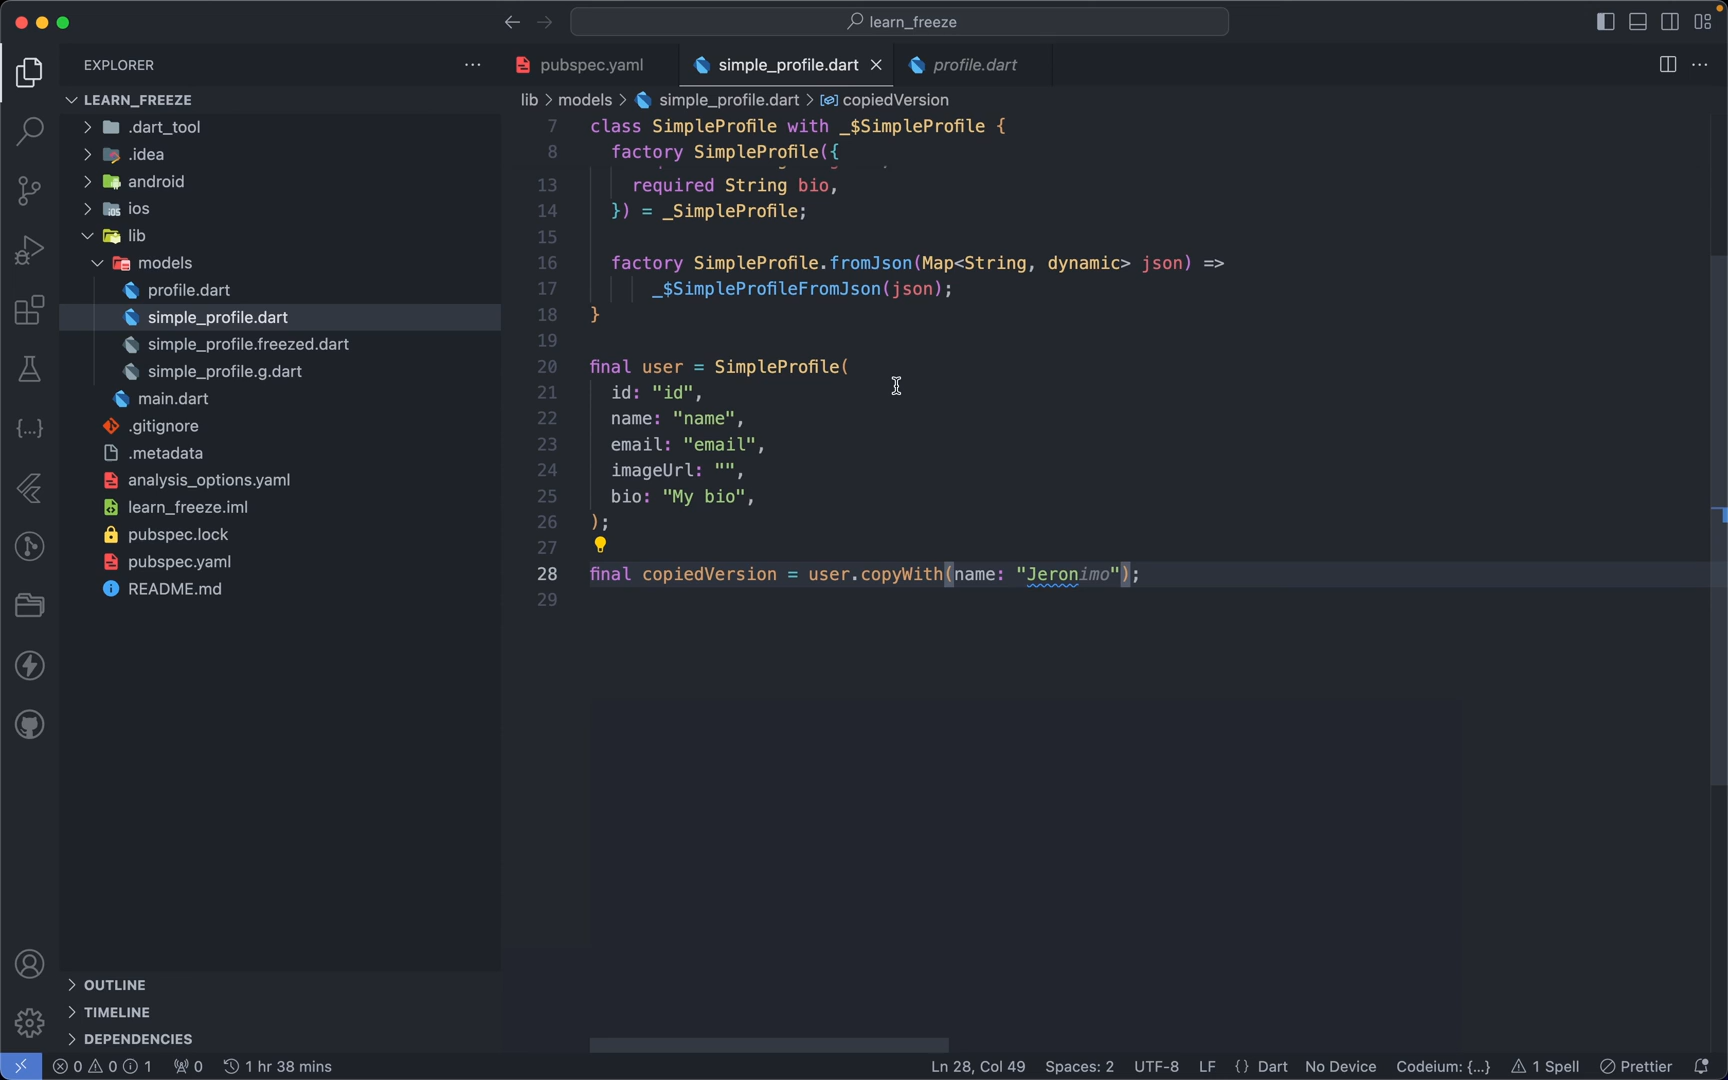 learn_freeze
EXPLORER
LEARN_FREEZE
.dart_tool
.idea
android
ios
lib
models
profile.dart
simple_profile.dart
simple_profile.freezed.dart
simple_profile.g.dart
main.dart
.gitignore
.metadata
analysis_options.yaml
learn_freeze.iml
pubspec.lock
pubspec.yaml
README.md
OUTLINE
TIMELINE
DEPENDENCIES
pubspec.yaml simple_profile.dart profile.dart
lib > models > simple_profile.dart > copiedVersion
7 class SimpleProfile with _$SimpleProfile {
8 factory SimpleProfile({
13 required String bio,
14 }) = _SimpleProfile;
15
16 factory SimpleProfile.fromJson(Map<String, dynamic> json) =>
17 _$SimpleProfileFromJson(json);
18 }
19
20 final user = SimpleProfile(
21 id: "id",
22 name: "name",
23 email: "email",
24 imageUrl: "",
25 bio: "My bio",
26 );
27
28 final copiedVersion = user.copyWith(name: "Jeronimo");
29
0 0 1 0 1 hr 38 mins Ln 28, Col 49 Spaces: 2 UTF-8 LF {} Dart No Device Codeium: {...} 1 Spell Prettier